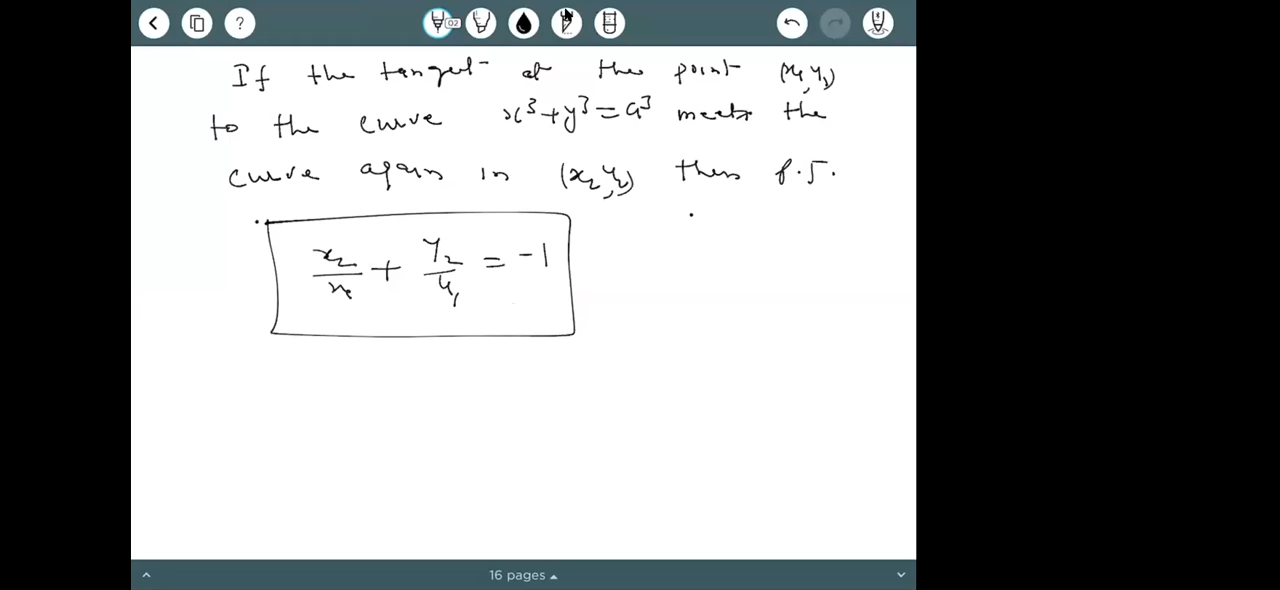 If the tangent at the point (x1, y1)
to the curve x³+y³=a³ meets the
curve again in (x2, y2) then P.T.
x2/x1 + y2/y1 = -1
16 pages